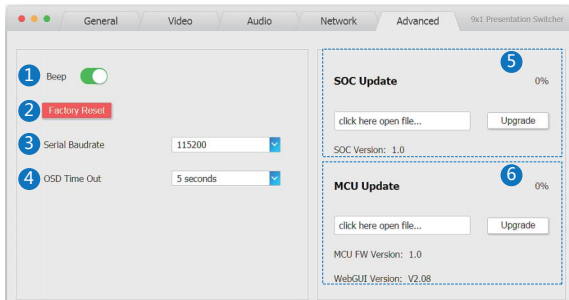 General Video Audio Network Advanced 9x1 Presentation Switcher
1 Beep
2 Factory Reset
3 Serial Baudrate 115200
4 OSD Time Out 5 seconds
5
SOC Update 0%
click here open file... Upgrade
SOC Version: 1.0
6
MCU Update 0%
click here open file... Upgrade
MCU FW Version: 1.0
WebGUI Version: V2.08